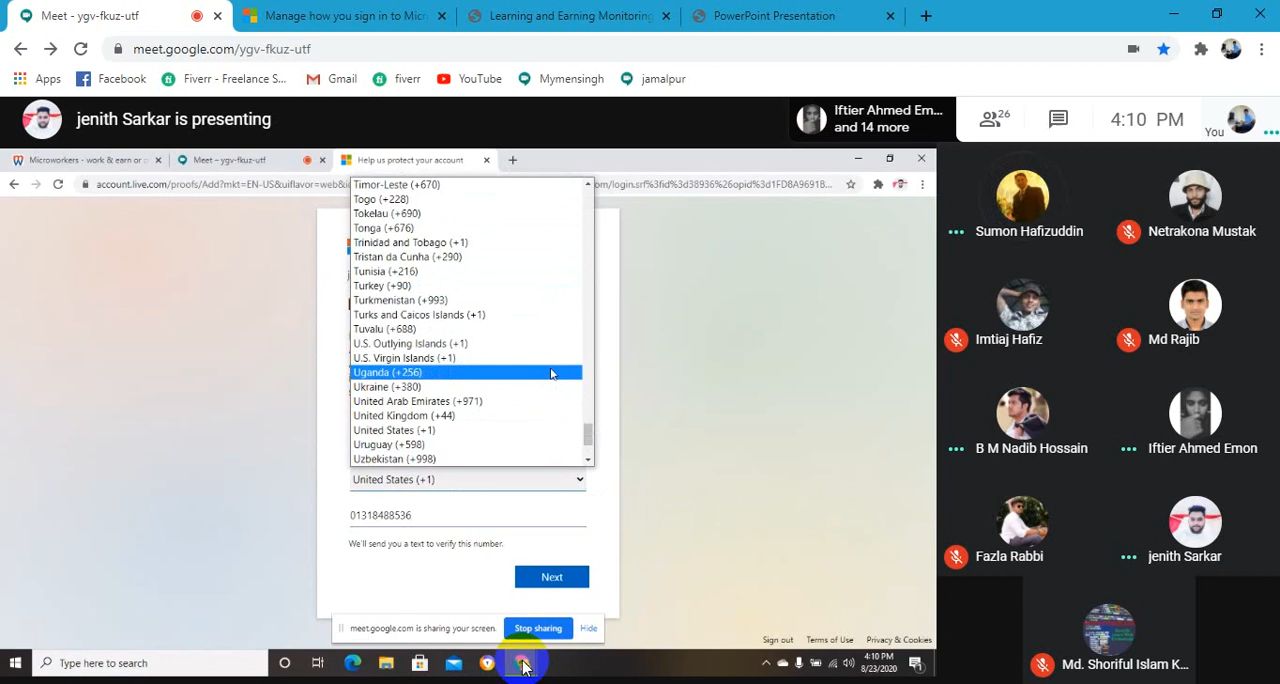 Meet - ygv-fkuz-utf
Manage how you sign in to Micr
Learning and Earning Monitoring
PowerPoint Presentation
meet.google.com/ygv-fkuz-utf
Apps
Facebook
Fiverr - Freelance S...
Gmail
fiverr
YouTube
Mymensingh
jamalpur
jenith Sarkar is presenting
Iftier Ahmed Em...
and 14 more
26
4:10 PM
You
Microworkers - work & earn or c
Meet – ygv-fkuz-utf
Help us protect your account
account.live.com/proofs/Add?mkt=EN-US&uiflavor=web&i
om/login.srf%3fid%3d38936%26opid%3d1FD8A9691B...
Timor-Leste (+670)
Togo (+228)
Tokelau (+690)
Tonga (+676)
Trinidad and Tobago (+1)
Tristan da Cunha (+290)
Tunisia (+216)
Turkey (+90)
Turkmenistan (+993)
Turks and Caicos Islands (+1)
Tuvalu (+688)
U.S. Outlying Islands (+1)
U.S. Virgin Islands (+1)
Uganda (+256)
Ukraine (+380)
United Arab Emirates (+971)
United Kingdom (+44)
United States (+1)
Uruguay (+598)
Uzbekistan (+998)
United States (+1)
01318488536
We'll send you a text to verify this number.
Next
meet.google.com is sharing your screen.
Stop sharing
Hide
Sign out
Terms of Use
Privacy & Cookies
Type here to search
4:10 PM
8/23/2020
Sumon Hafizuddin
Netrakona Mustak
Imtiaj Hafiz
Md Rajib
B M Nadib Hossain
Iftier Ahmed Emon
Fazla Rabbi
jenith Sarkar
Md. Shoriful Islam K...